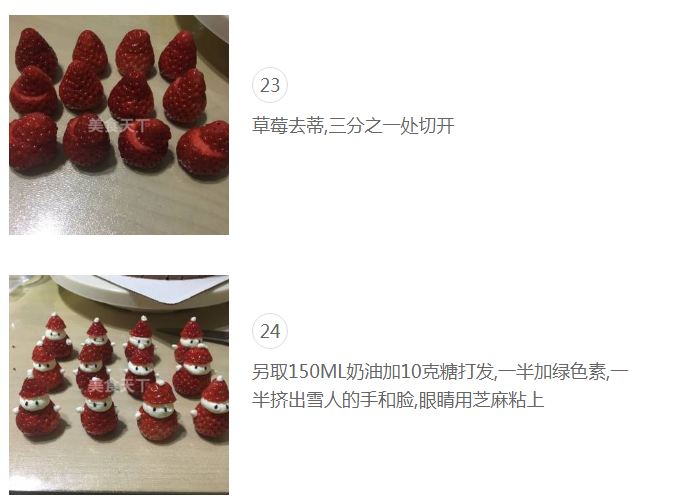 美食天下
23
草莓去蒂,三分之一处切开
美食天下
24
另取150ML奶油加10克糖打发,一半加绿色素,一
半挤出雪人的手和脸,眼睛用芝麻粘上